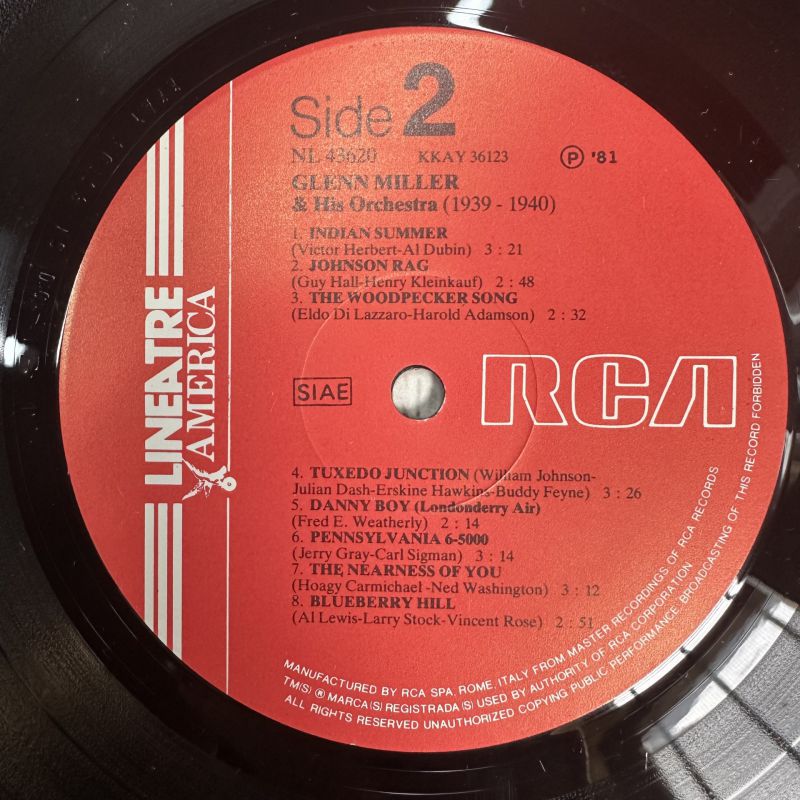 Side 2
NL 43620 KKAY 36123 Ⓟ '81
GLENN MILLER
& His Orchestra (1939 - 1940)
1. INDIAN SUMMER
(Victor Herbert-Al Dubin) 3 : 21
2. JOHNSON RAG
(Guy Hall-Henry Kleinkauf) 2 : 48
3. THE WOODPECKER SONG
(Eldo Di Lazzaro-Harold Adamson) 2 : 32
LINEATRE
AMERICA
SIAE
RCA
4. TUXEDO JUNCTION (William Johnson-
Julian Dash-Erskine Hawkins-Buddy Feyne) 3 : 26
5. DANNY BOY (Londonderry Air)
(Fred E. Weatherly) 2 : 14
6. PENNSYLVANIA 6-5000
(Jerry Gray-Carl Sigman) 3 : 14
7. THE NEARNESS OF YOU
(Hoagy Carmichael -Ned Washington) 3 : 12
8. BLUEBERRY HILL
(Al Lewis-Larry Stock-Vincent Rose) 2 : 51
MANUFACTURED BY RCA SPA, ROME, ITALY FROM MASTER RECORDINGS OF RCA RECORDS
TM(S) ® MARCA(S) REGISTRADA(S) USED BY AUTHORITY OF RCA CORPORATION
ALL RIGHTS RESERVED UNAUTHORIZED COPYING PUBLIC PERFORMANCE BROADCASTING OF THIS RECORD FORBIDDEN